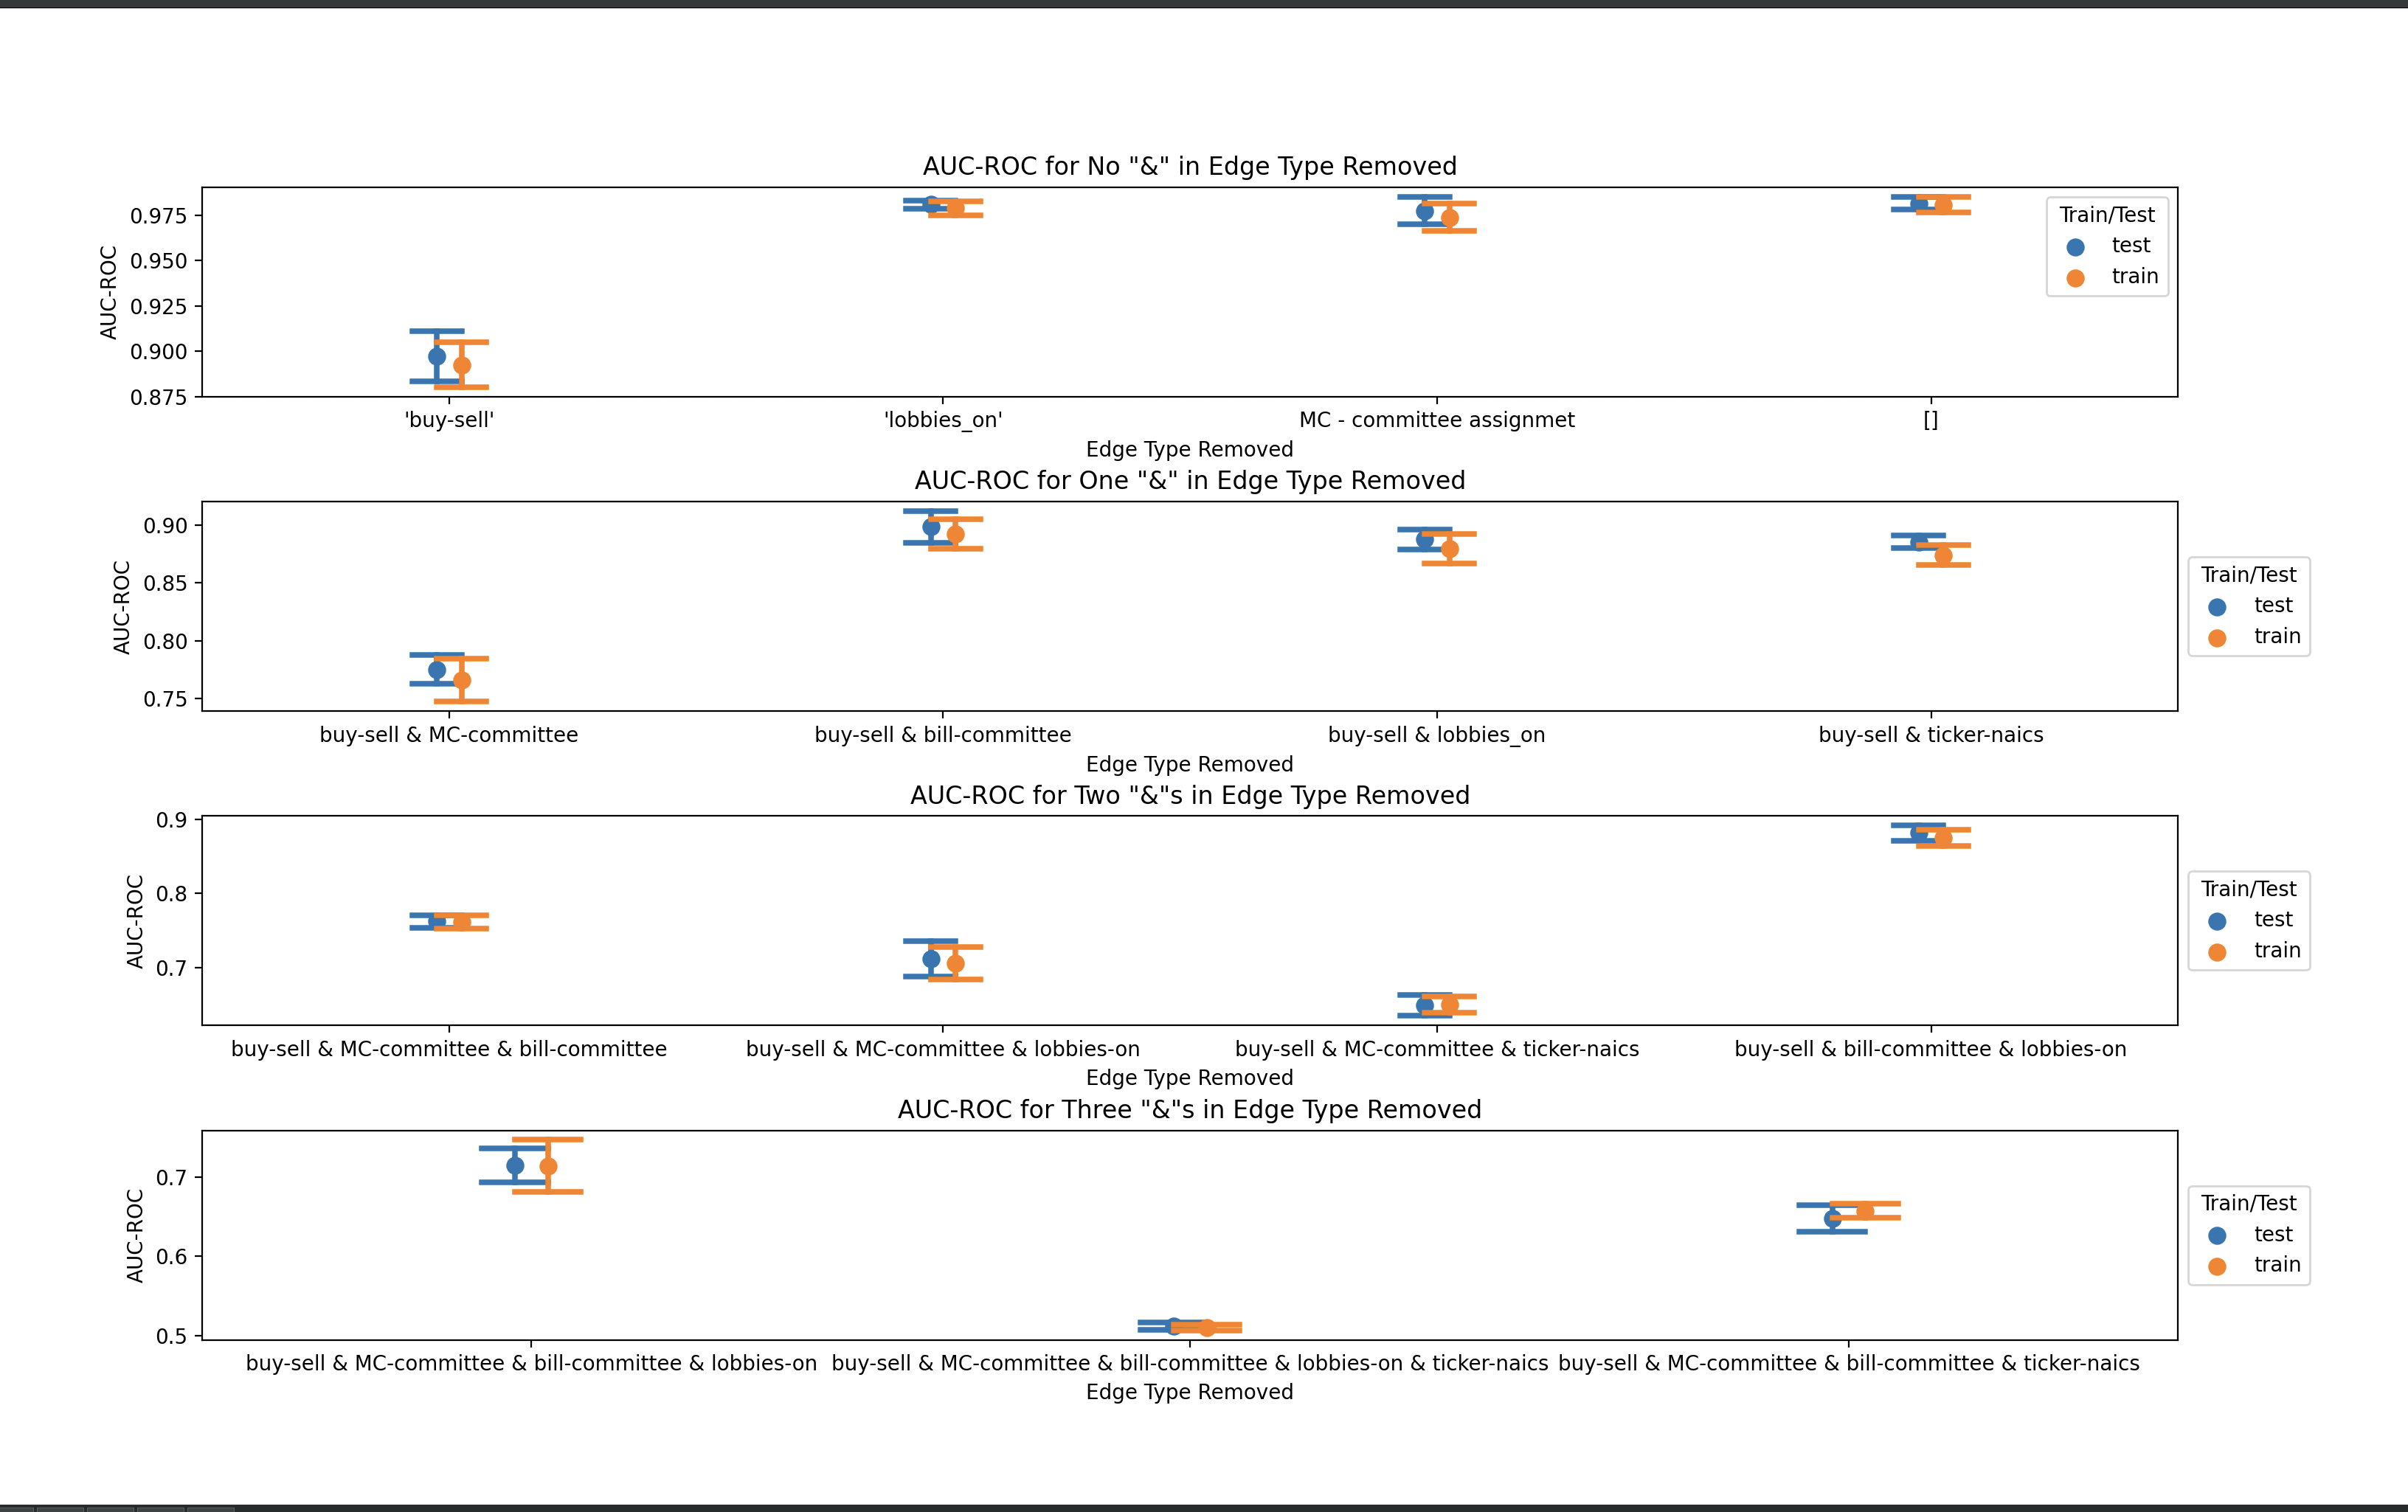 AUC-ROC for No "&" in Edge Type Removed
AUC-ROC
0.975
0.950
0.925
0.900
0.875
Train/Test
test
train
'buy-sell'
'lobbies_on'
MC - committee assignmet
[]
Edge Type Removed
AUC-ROC for One "&" in Edge Type Removed
AUC-ROC
0.90
0.85
0.80
0.75
Train/Test
test
train
buy-sell & MC-committee
buy-sell & bill-committee
buy-sell & lobbies_on
buy-sell & ticker-naics
Edge Type Removed
AUC-ROC for Two "&"s in Edge Type Removed
AUC-ROC
0.9
0.8
0.7
Train/Test
test
train
buy-sell & MC-committee & bill-committee
buy-sell & MC-committee & lobbies-on
buy-sell & MC-committee & ticker-naics
buy-sell & bill-committee & lobbies-on
Edge Type Removed
AUC-ROC for Three "&"s in Edge Type Removed
AUC-ROC
0.7
0.6
0.5
Train/Test
test
train
buy-sell & MC-committee & bill-committee & lobbies-on
buy-sell & MC-committee & bill-committee & lobbies-on & ticker-naics
buy-sell & MC-committee & bill-committee & ticker-naics
Edge Type Removed